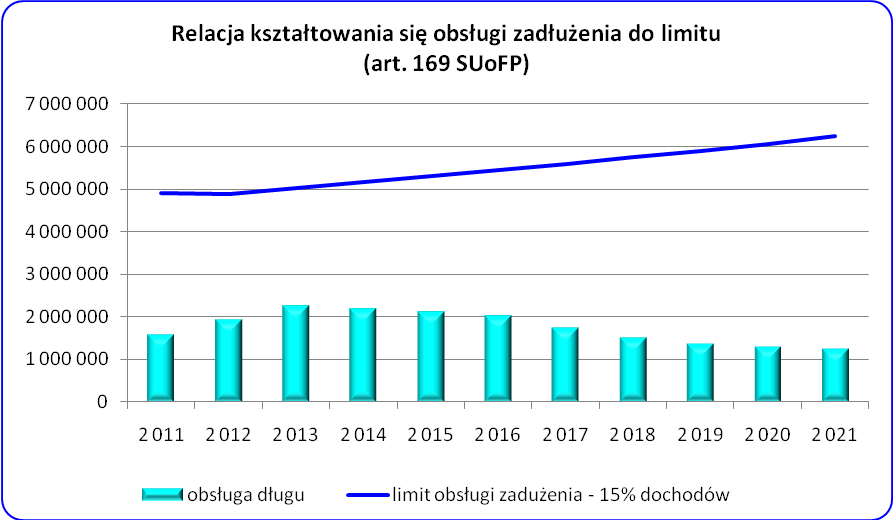 Relacja kształtowania się obsługi zadłużenia do limitu
(art. 169 SUoFP)
7 000 000
6 000 000
5 000 000
4 000 000
3 000 000
2 000 000
1 000 000
0
2 011 2 012 2 013 2 014 2 015 2 016 2 017 2 018 2 019 2 020 2 021
obsługa długu limit obsługi zadużenia - 15% dochodów